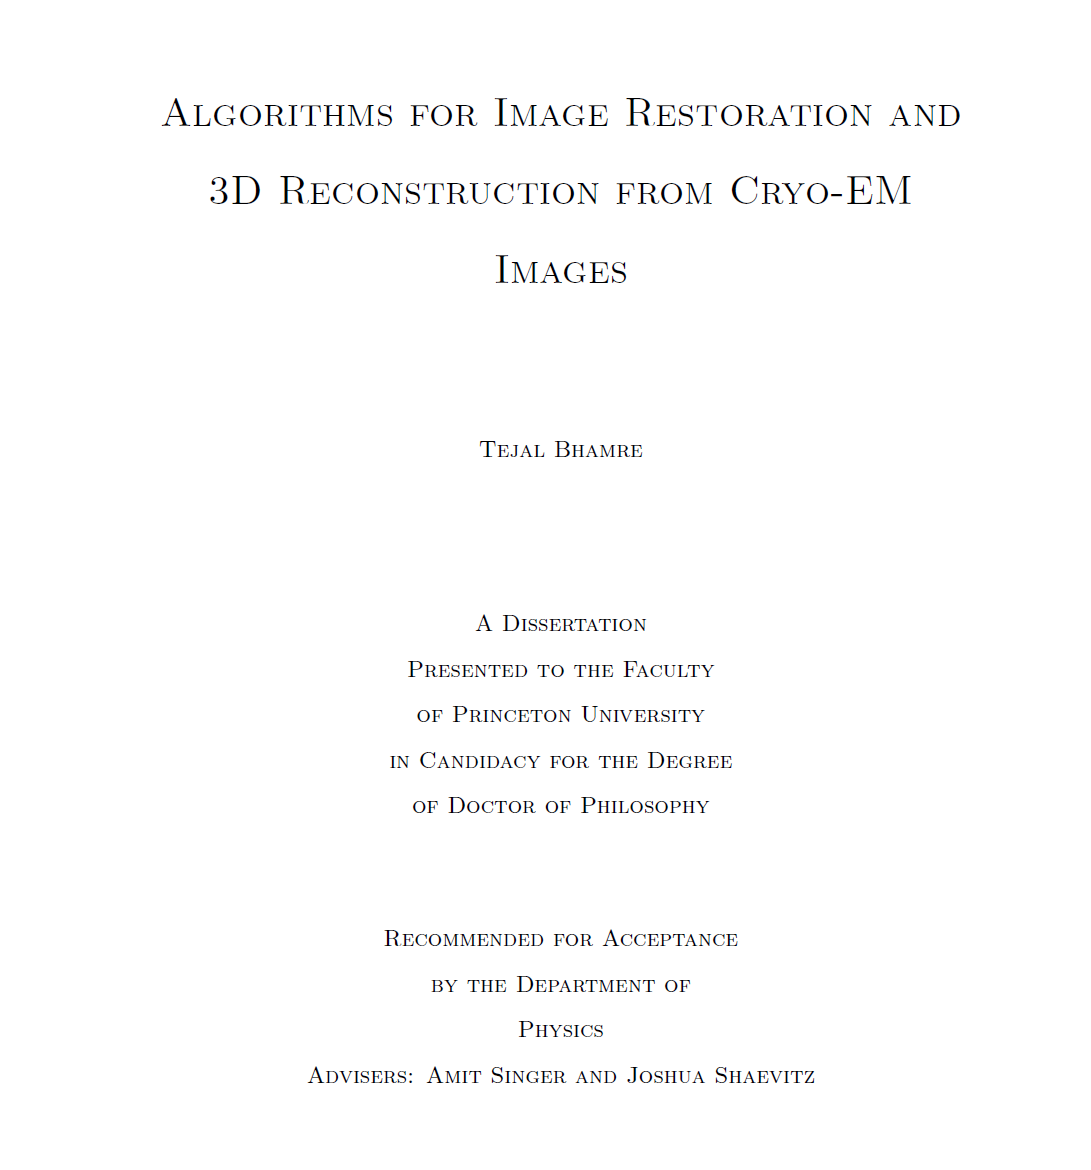 Algorithms for Image Restoration and
3D Reconstruction from Cryo-EM
Images
Tejal Bhamre
A Dissertation
Presented to the Faculty
of Princeton University
in Candidacy for the Degree
of Doctor of Philosophy
Recommended for Acceptance
by the Department of
Physics
Advisers: Amit Singer and Joshua Shaevitz